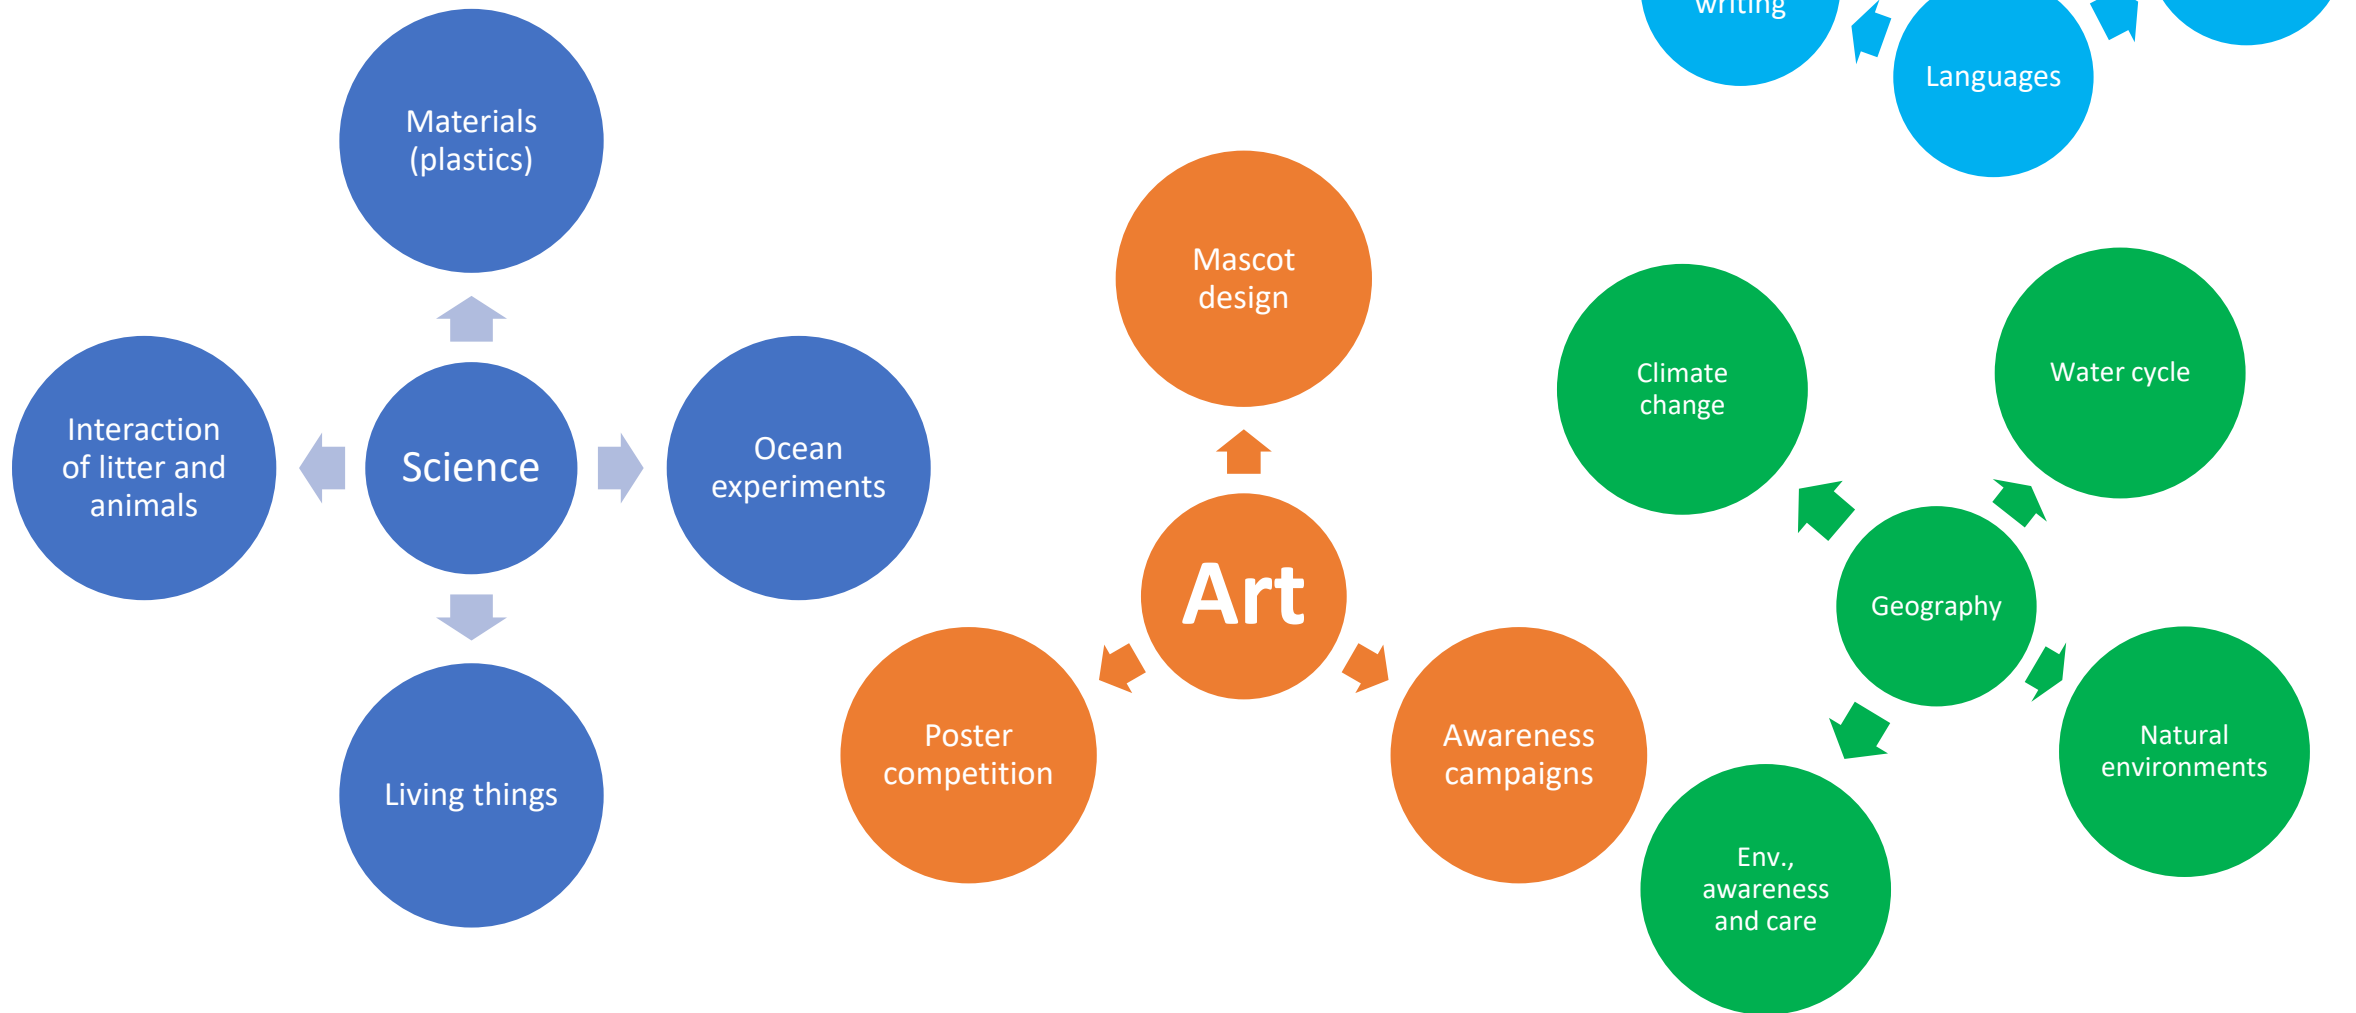 Materials
(plastics)
Interaction
of litter and
animals
Science
Ocean
experiments
Living things
Mascot
design
Art
Poster
competition
Awareness
campaigns
writing
Languages
Climate
change
Water cycle
Geography
Natural
environments
Env.,
awareness
and care